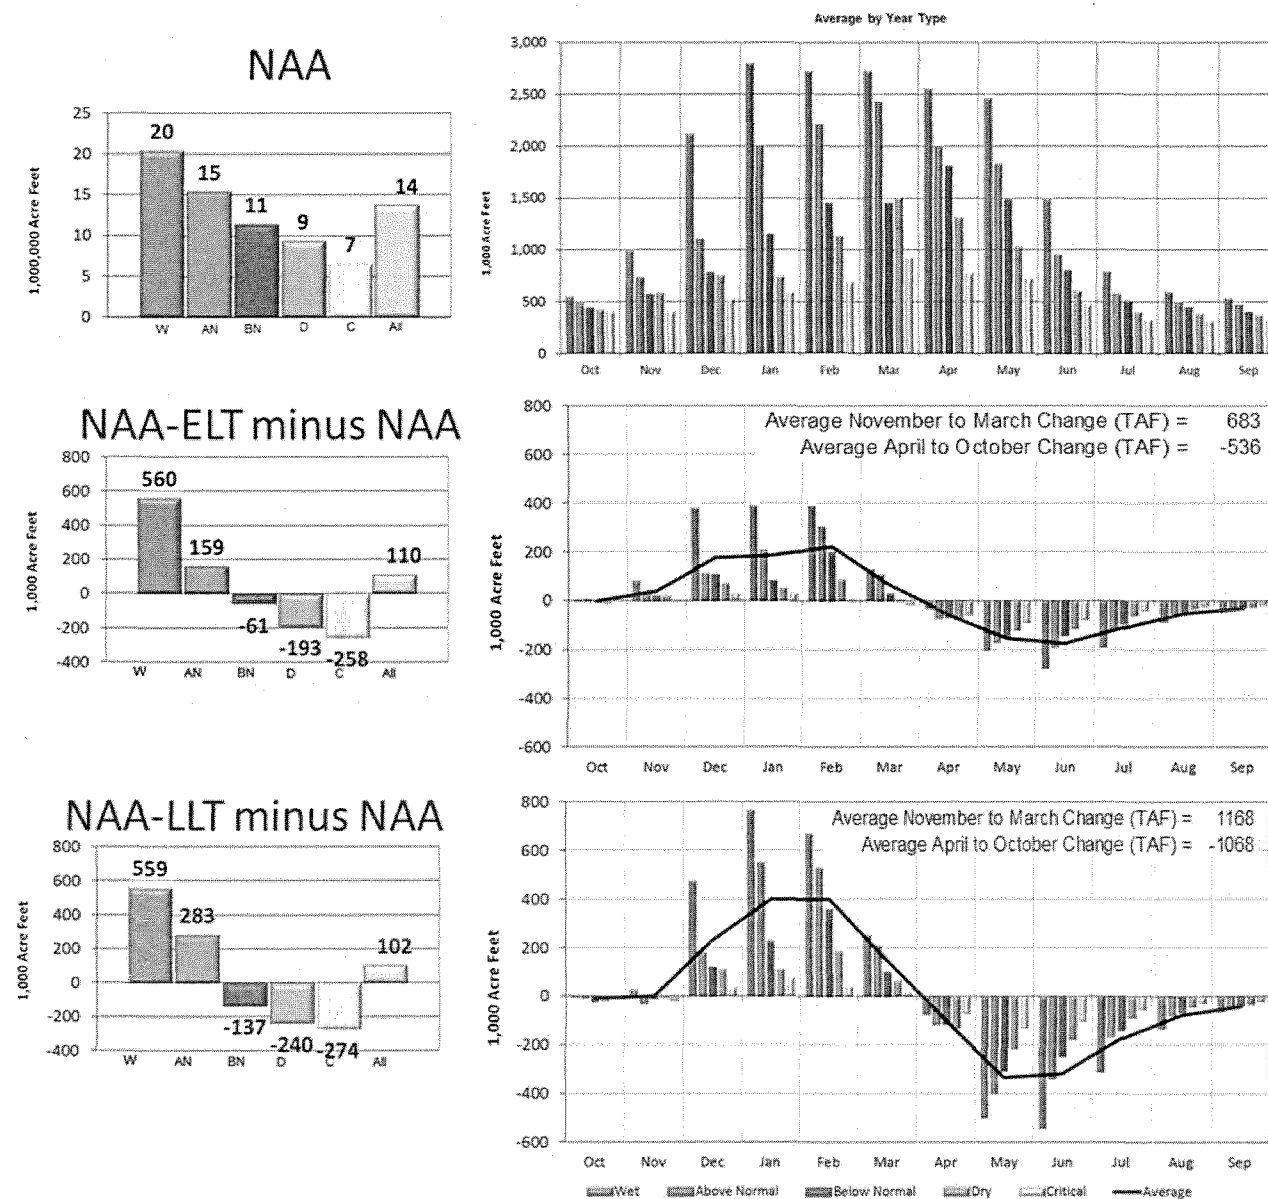 Average by Year Type
NAA
1,000,000 Acre Feet
25
20
15
10
5
0
20
15
11
9
7
14
W AN BN D C All
1,000 Acre Feet
3,000
2,500
2,000
1,500
1,000
500
0
Oct Nov Dec Jan Feb Mar Apr May Jun Jul Aug Sep
NAA-ELT minus NAA
1,000 Acre Feet
800
600
400
200
0
-200
-400
560
159
-61
-193
-258
110
W AN BN D C All
Average November to March Change (TAF) = 683
Average April to October Change (TAF) = -536
1,000 Acre Feet
800
600
400
200
0
-200
-400
-600
Oct Nov Dec Jan Feb Mar Apr May Jun Jul Aug Sep
NAA-LLT minus NAA
1,000 Acre Feet
800
600
400
200
0
-200
-400
559
283
-137
-240
-274
102
W AN BN D C All
Average November to March Change (TAF) = 1168
Average April to October Change (TAF) = -1068
1,000 Acre Feet
800
600
400
200
0
-200
-400
-600
Oct Nov Dec Jan Feb Mar Apr May Jun Jul Aug Sep
Wet Above Normal Below Normal Dry Critical Average